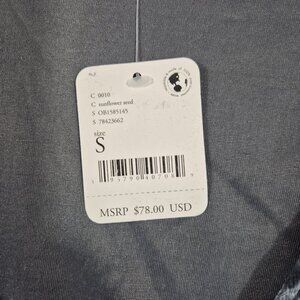 C 0010
C sunflower seed
S OB1585145
S 78423662
size
S
MSRP $78.00 USD